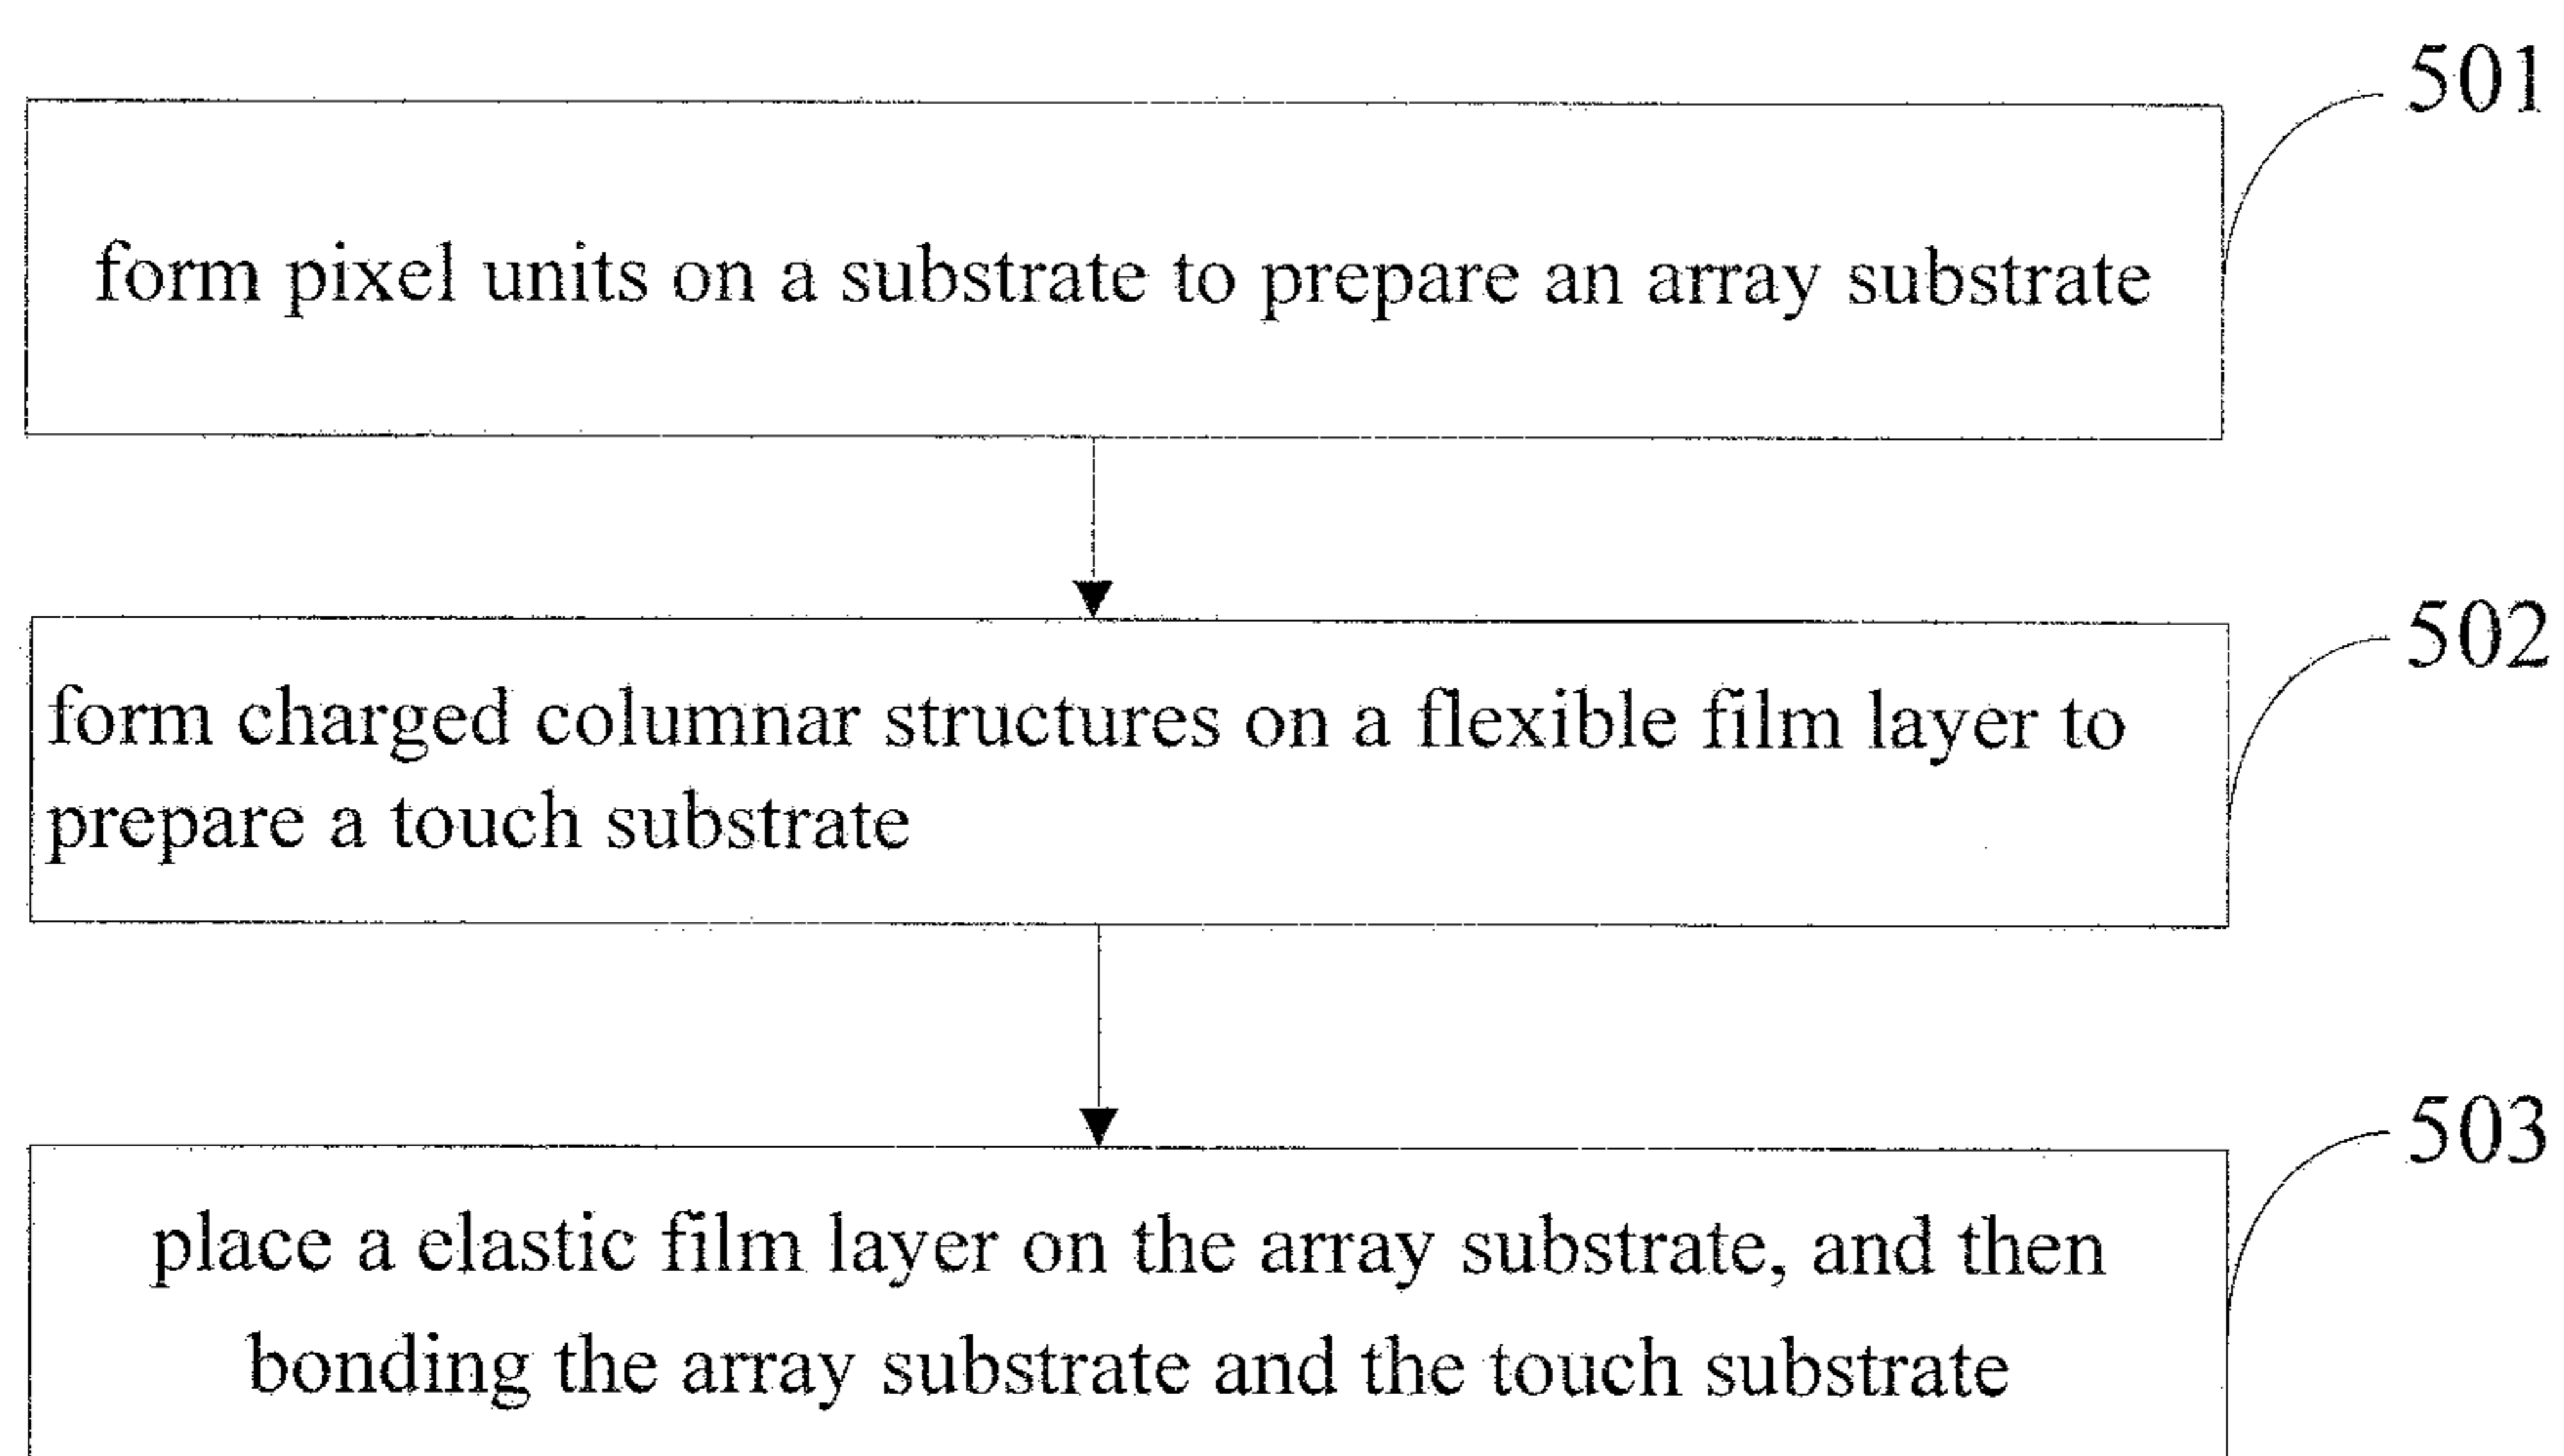 501
form pixel units on a substrate to prepare an array substrate
502
form charged columnar structures on a flexible film layer to
prepare a touch substrate
503
place a elastic film layer on the array substrate, and then
bonding the array substrate and the touch substrate